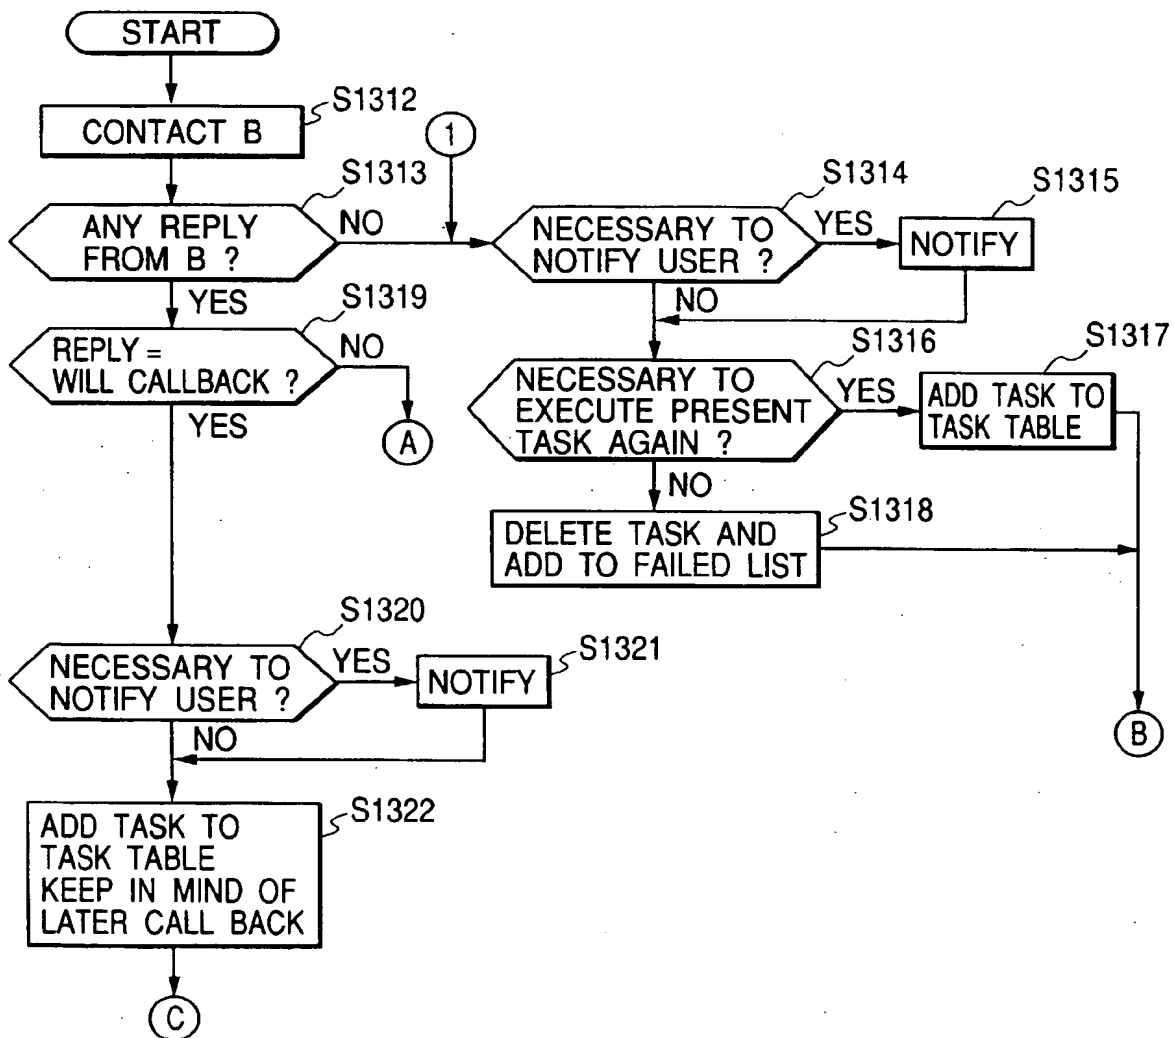 START
S1312
CONTACT B
1
S1313
ANY REPLY
FROM B ?
NO
YES
S1314
NECESSARY TO
NOTIFY USER ?
YES
NO
S1315
NOTIFY
S1319
REPLY =
WILL CALLBACK ?
NO
YES
A
S1316
NECESSARY TO
EXECUTE PRESENT
TASK AGAIN ?
YES
NO
S1317
ADD TASK TO
TASK TABLE
S1318
DELETE TASK AND
ADD TO FAILED LIST
B
S1320
NECESSARY TO
NOTIFY USER ?
YES
NO
S1321
NOTIFY
S1322
ADD TASK TO
TASK TABLE
KEEP IN MIND OF
LATER CALL BACK
C